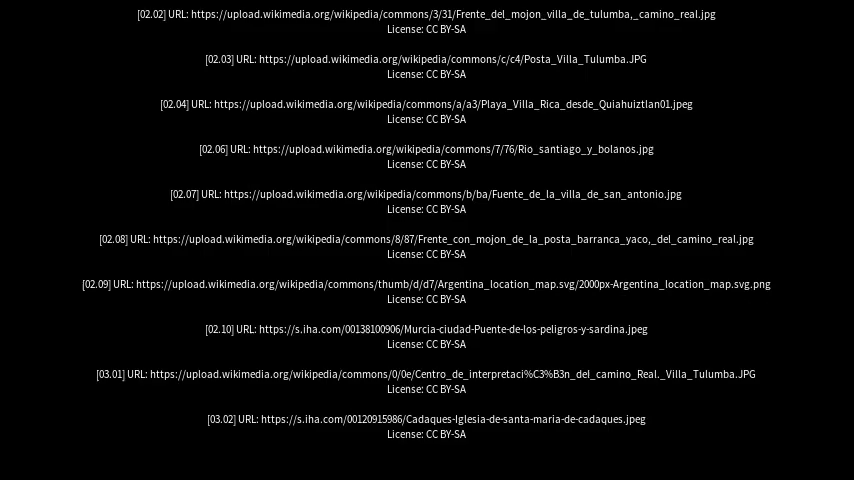 [02.02] URL: https://upload.wikimedia.org/wikipedia/commons/3/31/Frente_del_mojon_villa_de_tulumba,_camino_real.jpg
License: CC BY-SA
[02.03] URL: https://upload.wikimedia.org/wikipedia/commons/c/c4/Posta_Villa_Tulumba.JPG
License: CC BY-SA
[02.04] URL: https://upload.wikimedia.org/wikipedia/commons/a/a3/Playa_Villa_Rica_desde_Quiahuiztlan01.jpeg
License: CC BY-SA
[02.06] URL: https://upload.wikimedia.org/wikipedia/commons/7/76/Rio_santiago_y_bolanos.jpg
License: CC BY-SA
[02.07] URL: https://upload.wikimedia.org/wikipedia/commons/b/ba/Fuente_de_la_villa_de_san_antonio.jpg
License: CC BY-SA
[02.08] URL: https://upload.wikimedia.org/wikipedia/commons/8/87/Frente_con_mojon_de_la_posta_barranca_yaco,_del_camino_real.jpg
License: CC BY-SA
[02.09] URL: https://upload.wikimedia.org/wikipedia/commons/thumb/d/d7/Argentina_location_map.svg/2000px-Argentina_location_map.svg.png
License: CC BY-SA
[02.10] URL: https://s.iha.com/00138100906/Murcia-ciudad-Puente-de-los-peligros-y-sardina.jpeg
License: CC BY-SA
[03.01] URL: https://upload.wikimedia.org/wikipedia/commons/0/0e/Centro_de_interpretaci%C3%B3n_del_camino_Real._Villa_Tulumba.JPG
License: CC BY-SA
[03.02] URL: https://s.iha.com/00120915986/Cadaques-Iglesia-de-santa-maria-de-cadaques.jpeg
License: CC BY-SA